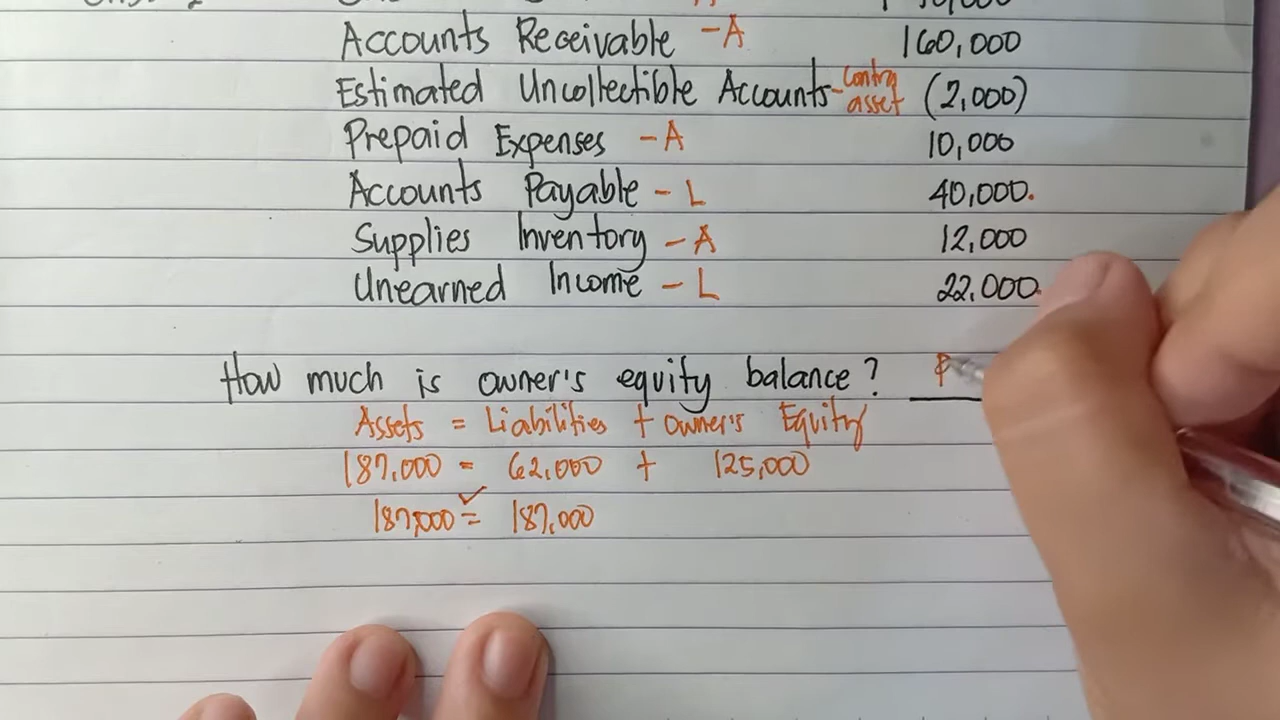 Accounts Receivable - A 160,000
Estimated Uncollectible Accounts - contra asset (2,000)
Prepaid Expenses - A 10,000
Accounts Payable - L 40,000.
Supplies Inventory - A 12,000
Unearned Income - L 22,000.
How much is owner's equity balance? ₱
Assets = Liabilities + Owner's Equity
187,000 = 62,000 + 125,000
187,000 = 187,000